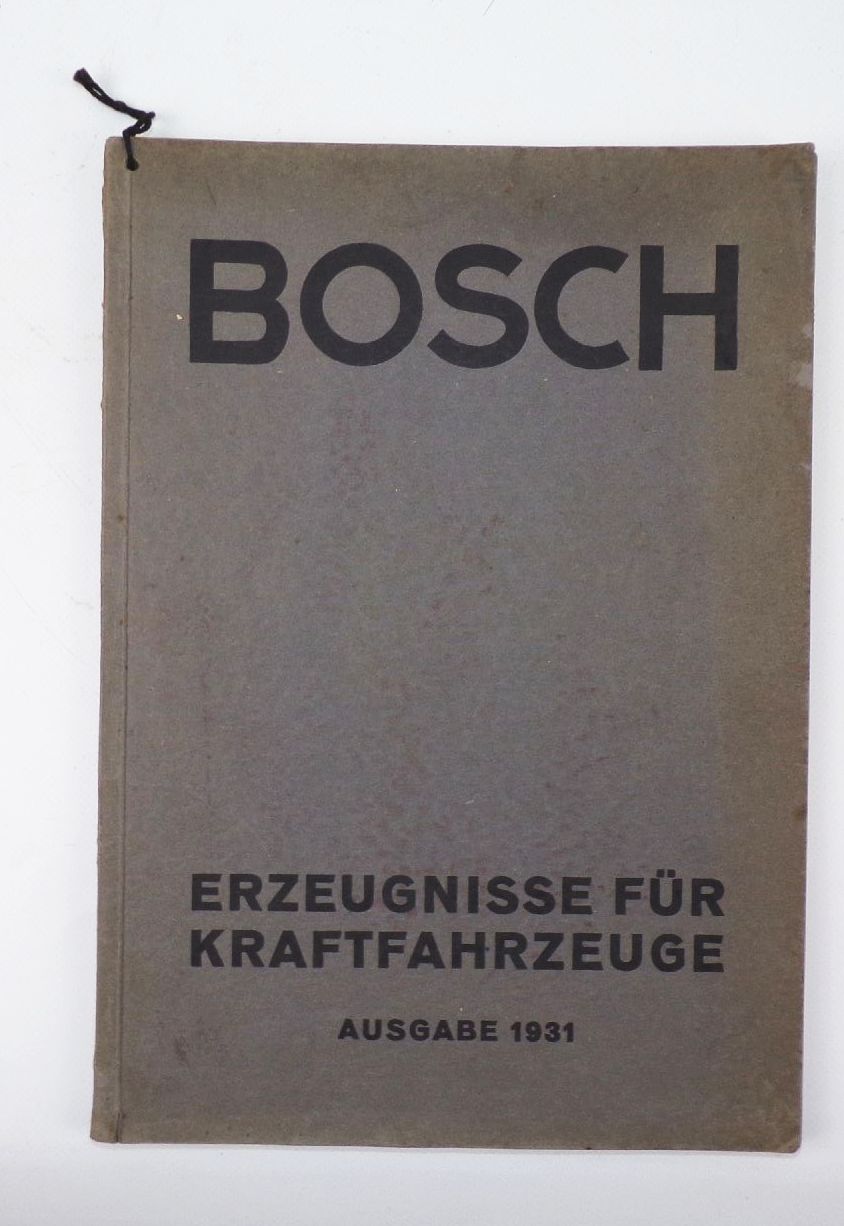 BOSCH
ERZEUGNISSE FÜR
KRAFTFAHRZEUGE
AUSGABE 1931